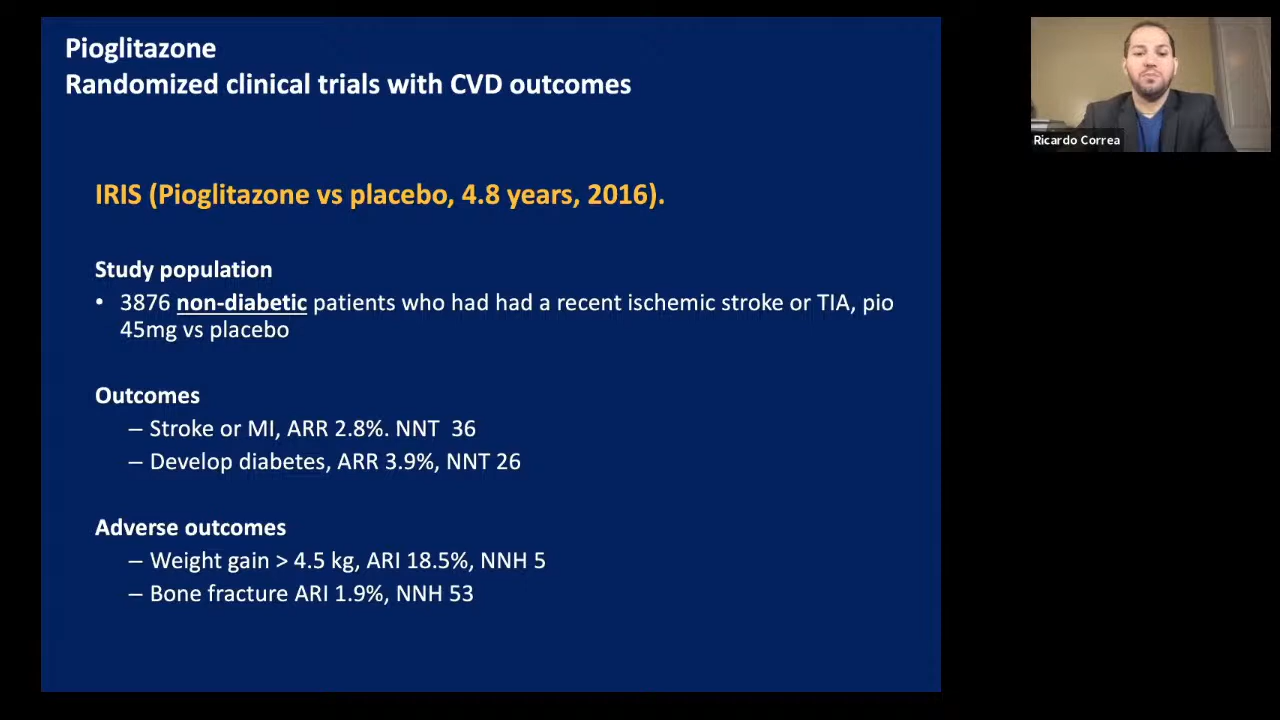 Pioglitazone
Randomized clinical trials with CVD outcomes
Ricardo Correa
IRIS (Pioglitazone vs placebo, 4.8 years, 2016).
Study population
• 3876 non-diabetic patients who had had a recent ischemic stroke or TIA, pio
45mg vs placebo
Outcomes
– Stroke or MI, ARR 2.8%. NNT  36
– Develop diabetes, ARR 3.9%, NNT 26
Adverse outcomes
– Weight gain > 4.5 kg, ARI 18.5%, NNH 5
– Bone fracture ARI 1.9%, NNH 53